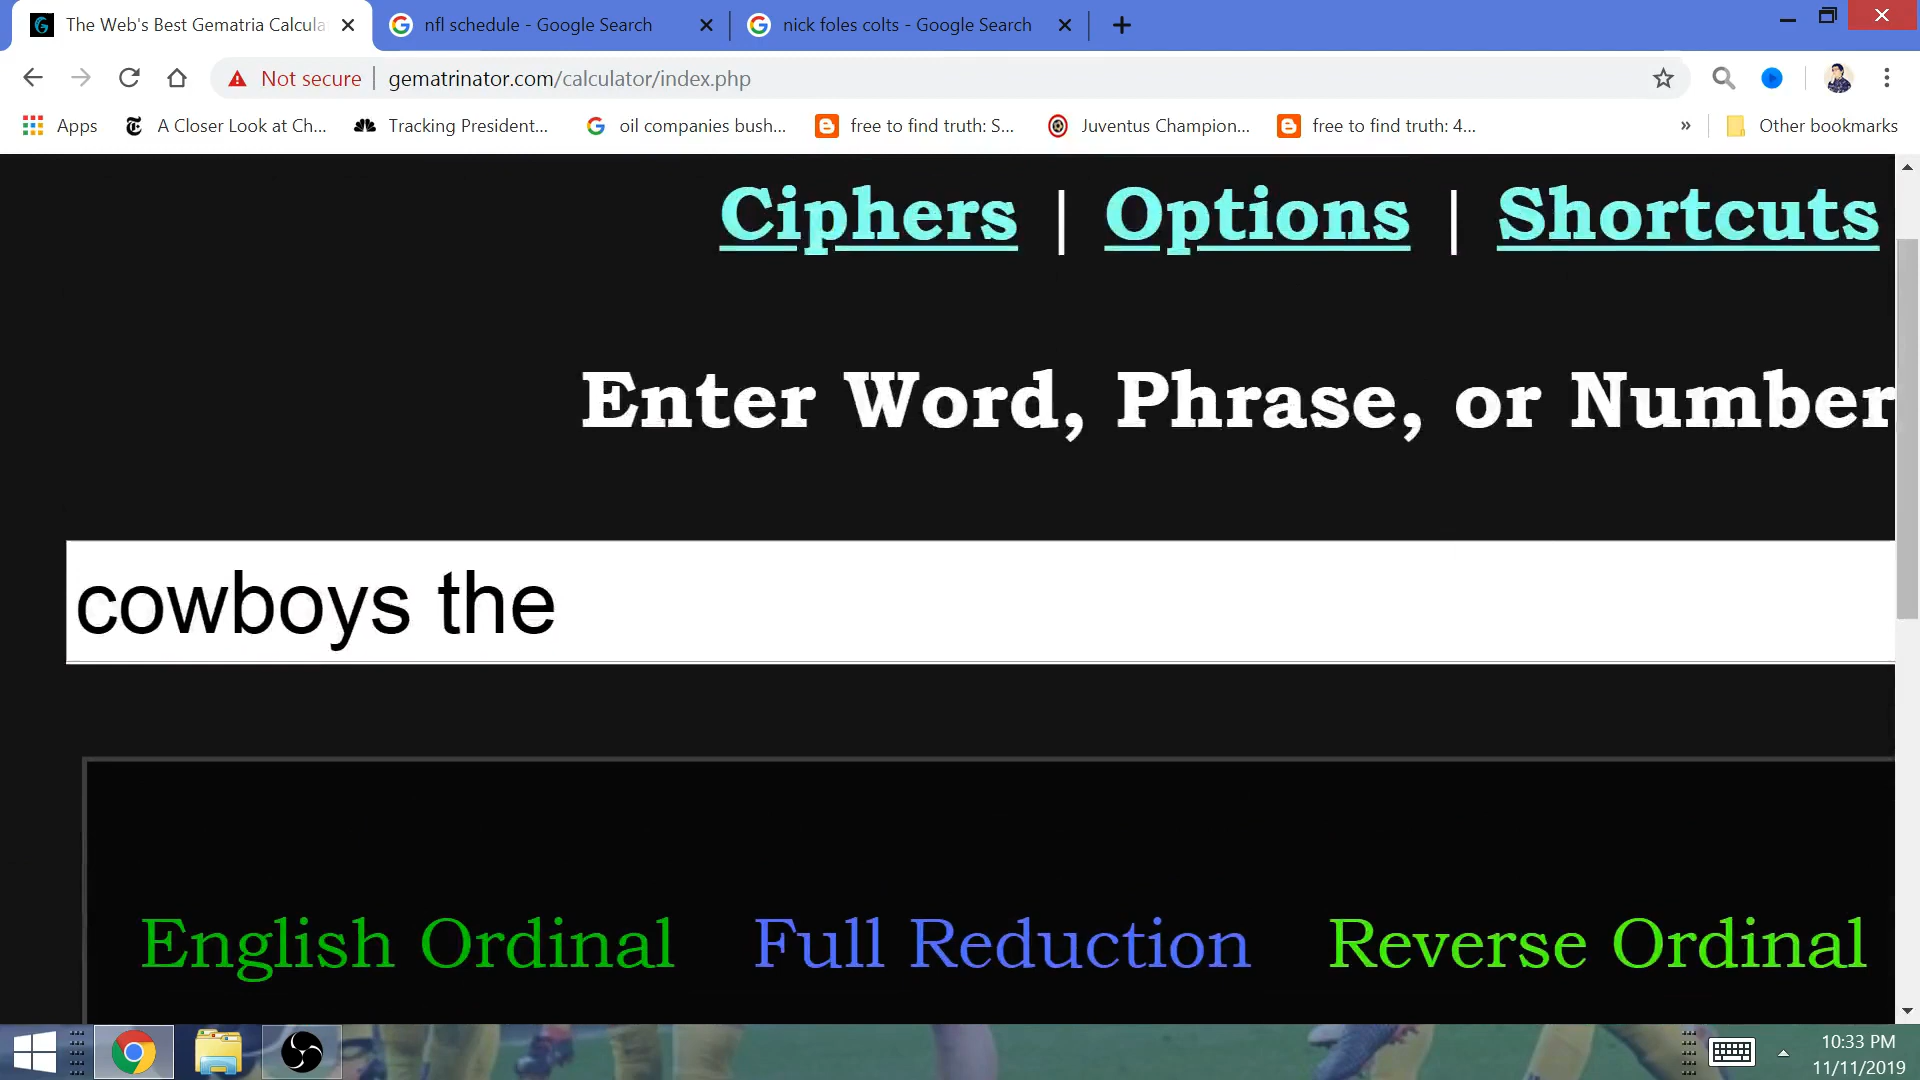 The Web's Best Gematria Calcula
nfl schedule - Google Search
nick foles colts - Google Search
Not secure
gematrinator.com/calculator/index.php
Apps
A Closer Look at Ch...
Tracking President...
oil companies bush...
free to find truth: S...
Juventus Champion...
free to find truth: 4...
»
Other bookmarks
Ciphers | Options | Shortcuts
Enter Word, Phrase, or Number
cowboys the
English Ordinal
Full Reduction
Reverse Ordinal
10:33 PM
11/11/2019